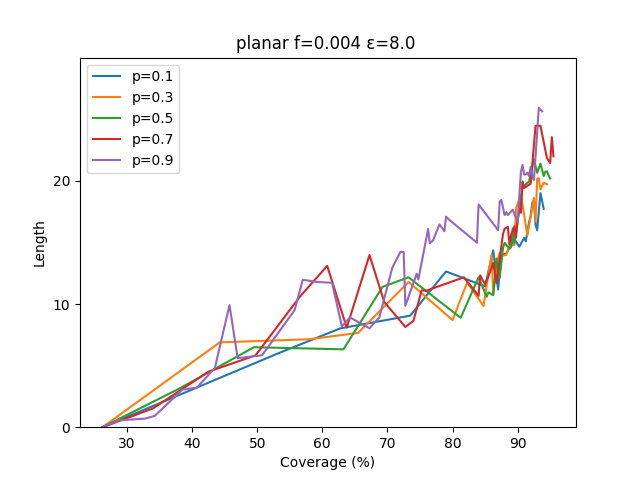 planar f=0.004 ε=8.0
p=0.1
p=0.3
p=0.5
p=0.7
p=0.9
Length
20
10
0
30 40 50 60 70 80 90
Coverage (%)